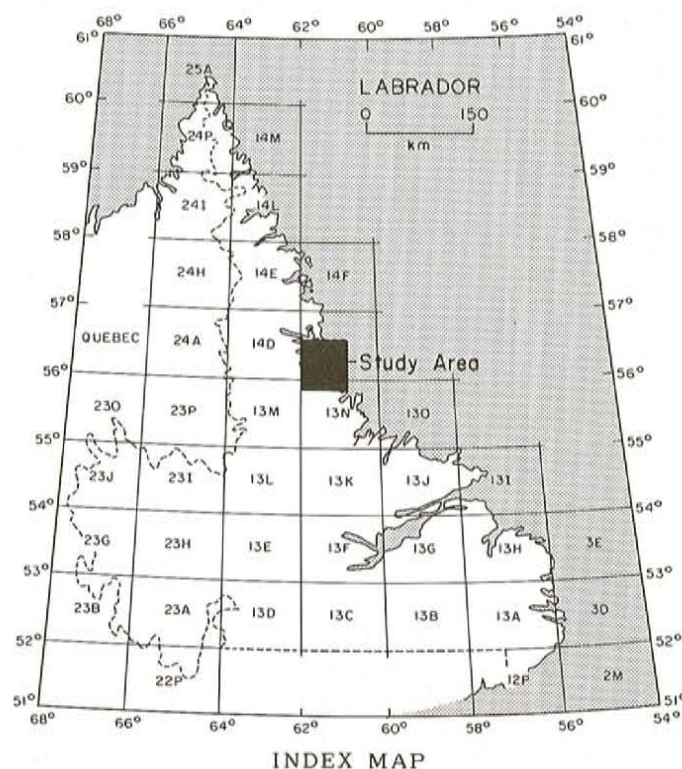 68° 66° 64° 62° 60° 58° 56° 54°
61° 61°
25A
LABRADOR
60° 60°
0 150
24P 14M
km
59° 59°
24I 14L
58° 58°
24H 14E 14F
57° 57°
QUEBEC 24A 14D
Study Area
56° 56°
23O 23P 13M 13N 13O
55° 55°
23J 23I 13L 13K 13J 13I
54° 54°
23G 23H 13E 13F 13G 13H 3E
53° 53°
23B 23A 13D 13C 13B 13A 3D
52° 52°
22P 12P 2M
51° 51°
68° 66° 64° 62° 60° 58° 56° 54°
INDEX MAP